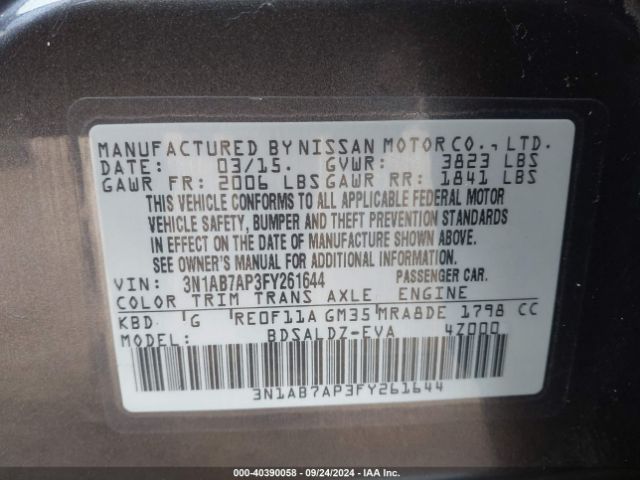 MANUFACTURED BY NISSAN MOTOR CO., LTD.
DATE: 03/15. GVWR: 3823 LBS
GAWR FR: 2006 LBS GAWR RR: 1841 LBS
THIS VEHICLE CONFORMS TO ALL APPLICABLE FEDERAL MOTOR
VEHICLE SAFETY, BUMPER AND THEFT PREVENTION STANDARDS
IN EFFECT ON THE DATE OF MANUFACTURE SHOWN ABOVE.
SEE OWNER'S MANUAL FOR ADDITIONAL INFORMATION.
VIN: 3N1AB7AP3FY261644 PASSENGER CAR.
COLOR TRIM TRANS AXLE ENGINE
KBD G RE0F11A GM35 MRA8DE 1798 CC
MODEL: BDSALDZ-EVA 4Z000
3N1AB7AP3FY261644
000-40390058 - 09/24/2024 - IAAI.COM